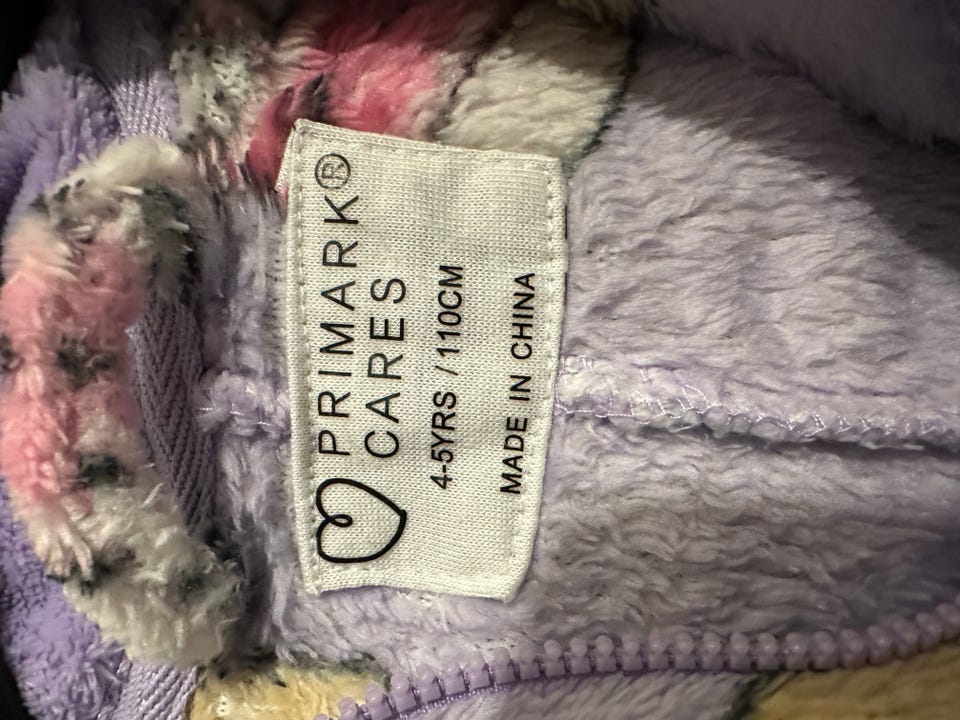 PRIMARK®
CARES
4-5YRS / 110CM
MADE IN CHINA